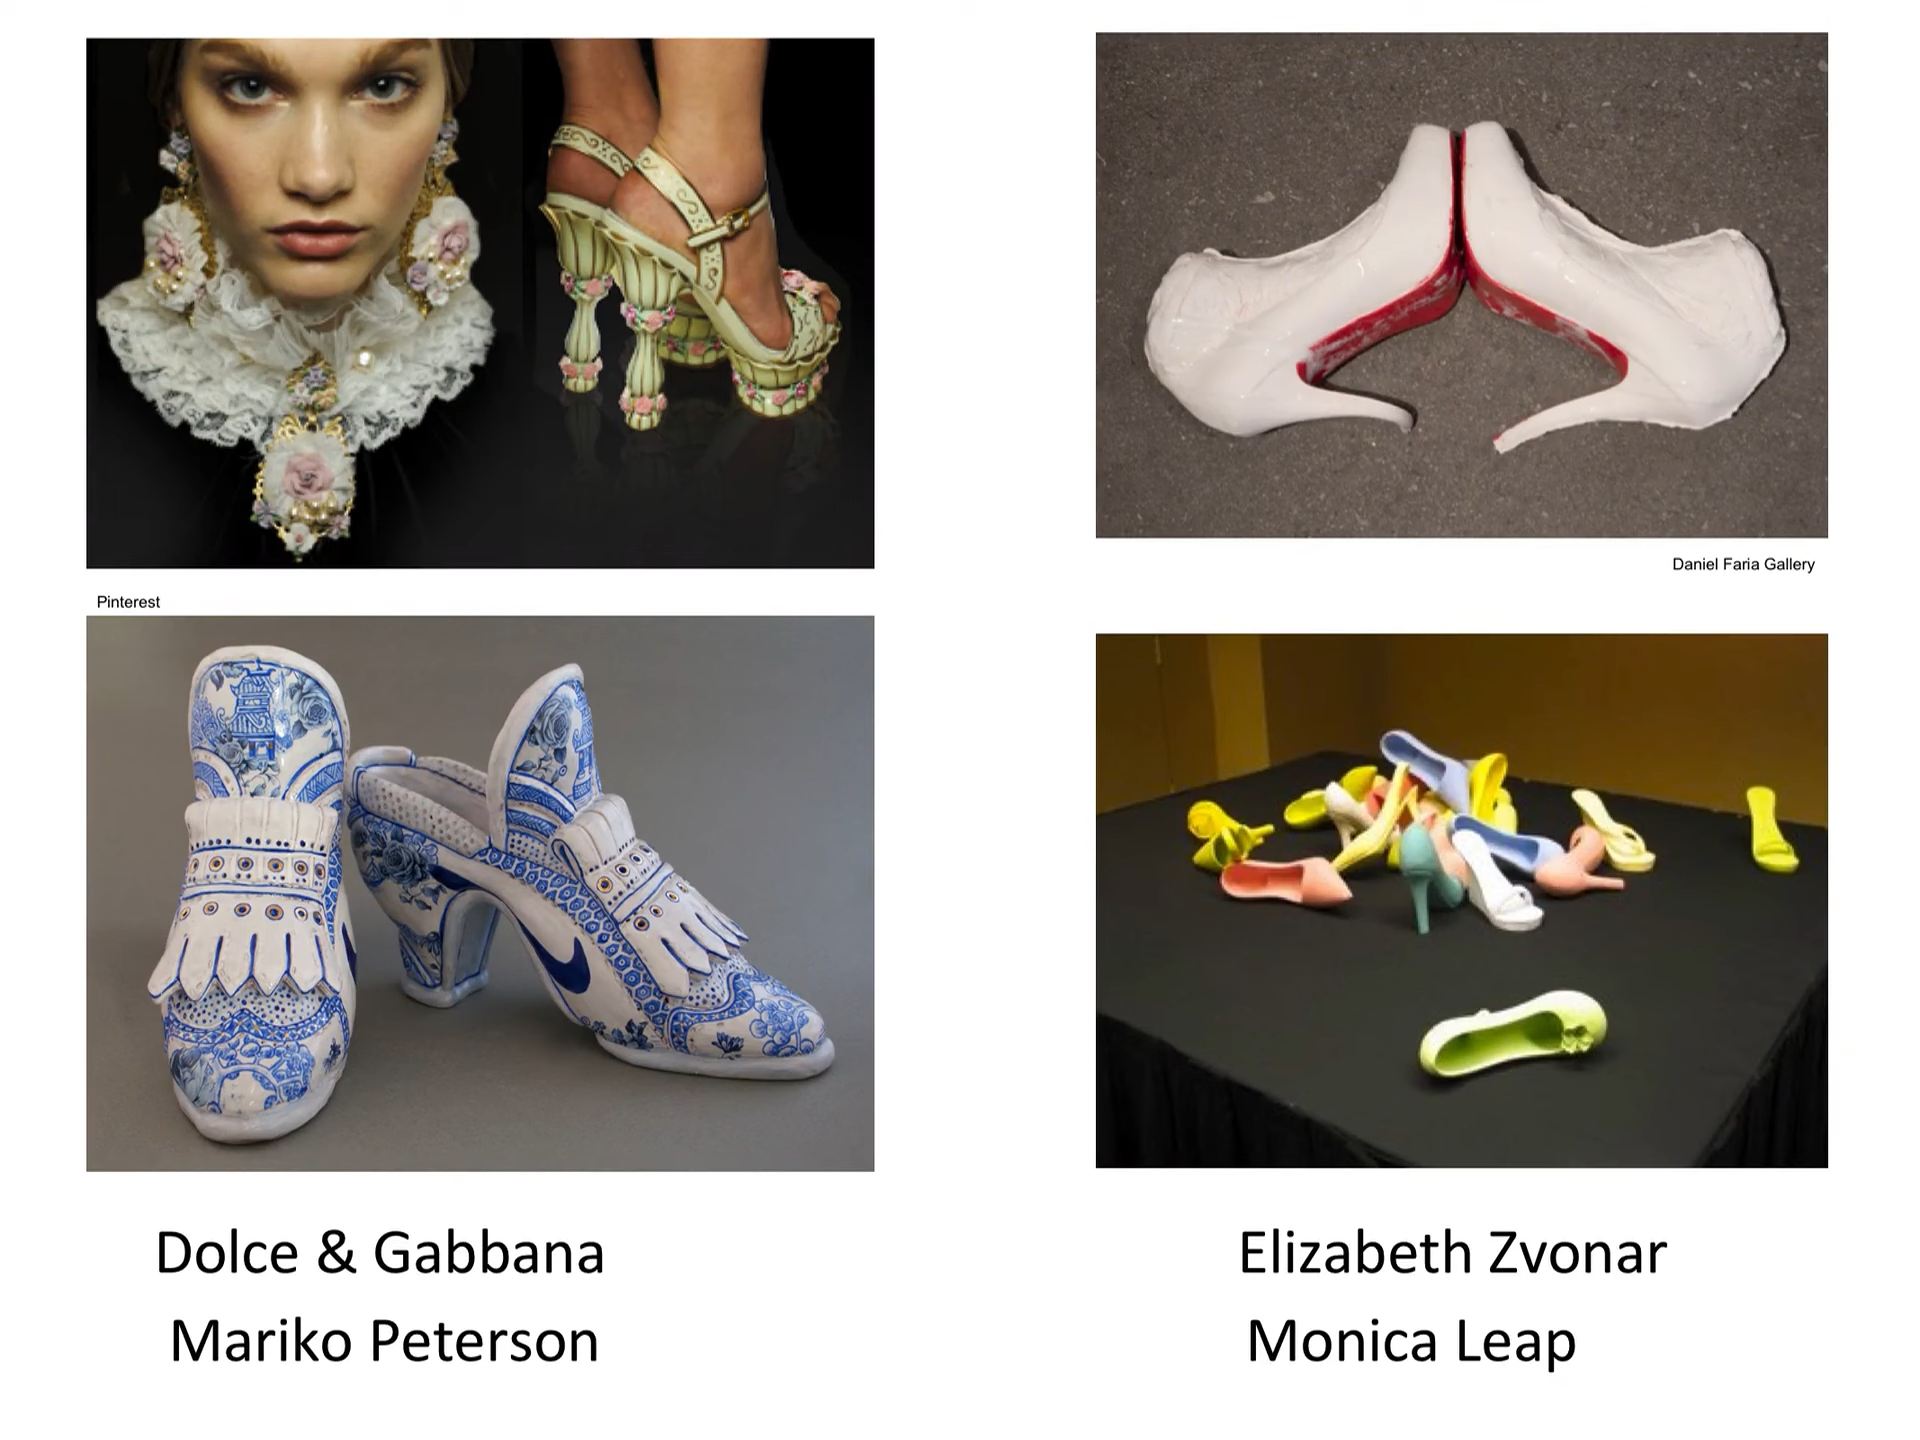 Pinterest
Daniel Faria Gallery
Dolce & Gabbana
Mariko Peterson
Elizabeth Zvonar
Monica Leap